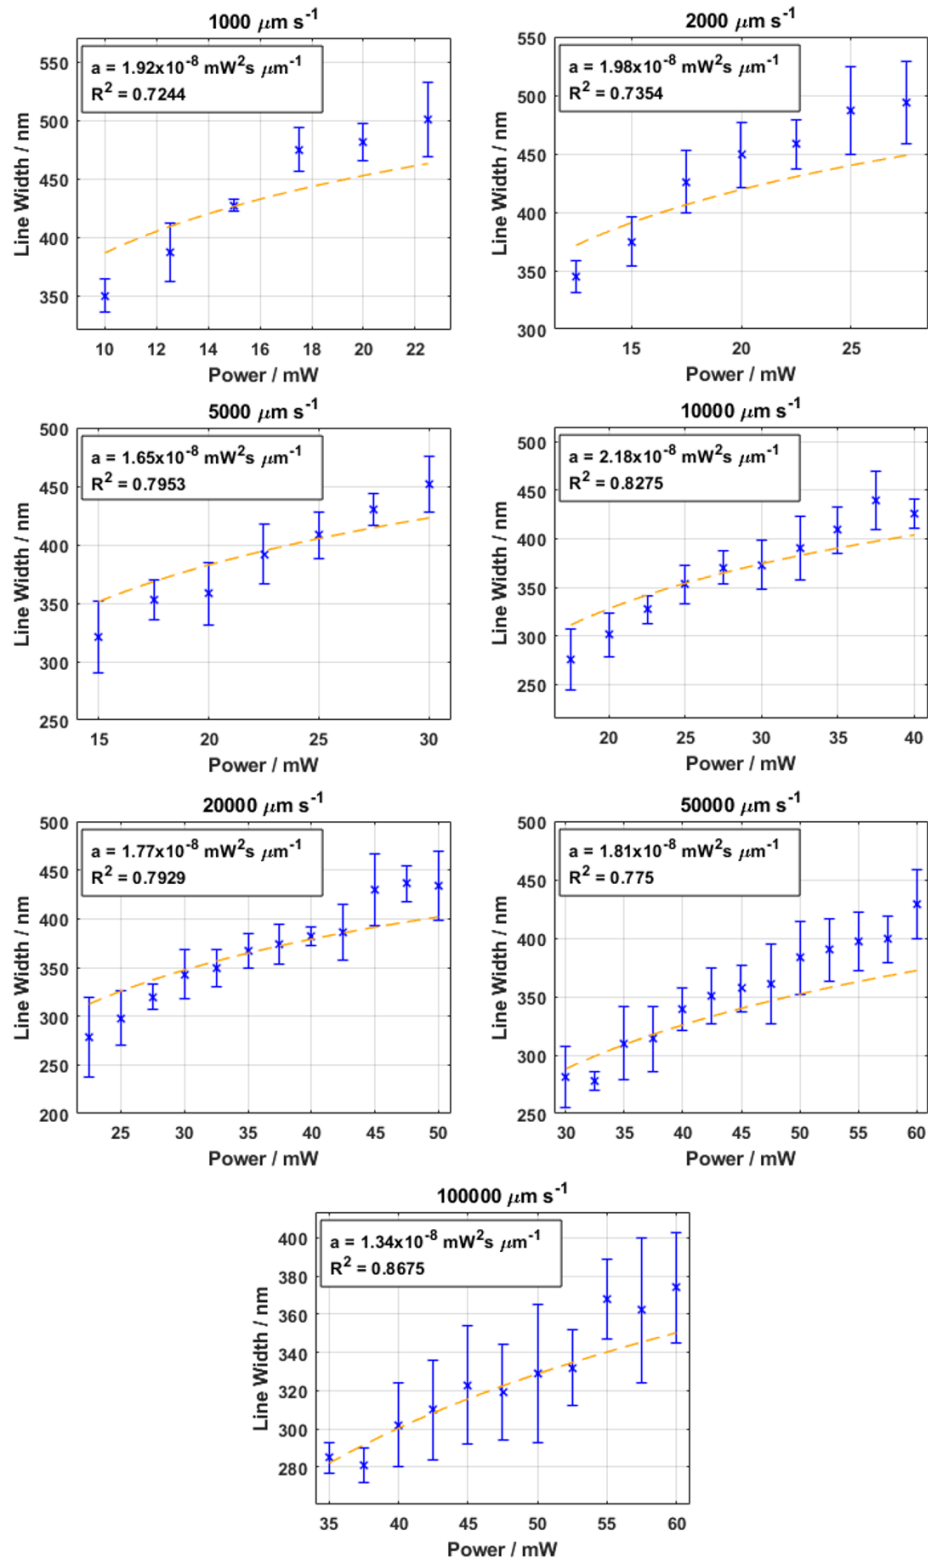 1000 μm s⁻¹
a = 1.92x10⁻⁸ mW²s μm⁻¹
R² = 0.7244
550
500
450
400
350
Line Width / nm
10 12 14 16 18 20 22
Power / mW
2000 μm s⁻¹
a = 1.98x10⁻⁸ mW²s μm⁻¹
R² = 0.7354
550
500
450
400
350
300
Line Width / nm
15 20 25
Power / mW
5000 μm s⁻¹
a = 1.65x10⁻⁸ mW²s μm⁻¹
R² = 0.7953
500
450
400
350
300
250
Line Width / nm
15 20 25 30
Power / mW
10000 μm s⁻¹
a = 2.18x10⁻⁸ mW²s μm⁻¹
R² = 0.8275
500
450
400
350
300
250
Line Width / nm
20 25 30 35 40
Power / mW
20000 μm s⁻¹
a = 1.77x10⁻⁸ mW²s μm⁻¹
R² = 0.7929
500
450
400
350
300
250
200
Line Width / nm
25 30 35 40 45 50
Power / mW
50000 μm s⁻¹
a = 1.81x10⁻⁸ mW²s μm⁻¹
R² = 0.775
500
450
400
350
300
250
Line Width / nm
30 35 40 45 50 55 60
Power / mW
100000 μm s⁻¹
a = 1.34x10⁻⁸ mW²s μm⁻¹
R² = 0.8675
400
380
360
340
320
300
280
Line Width / nm
35 40 45 50 55 60
Power / mW